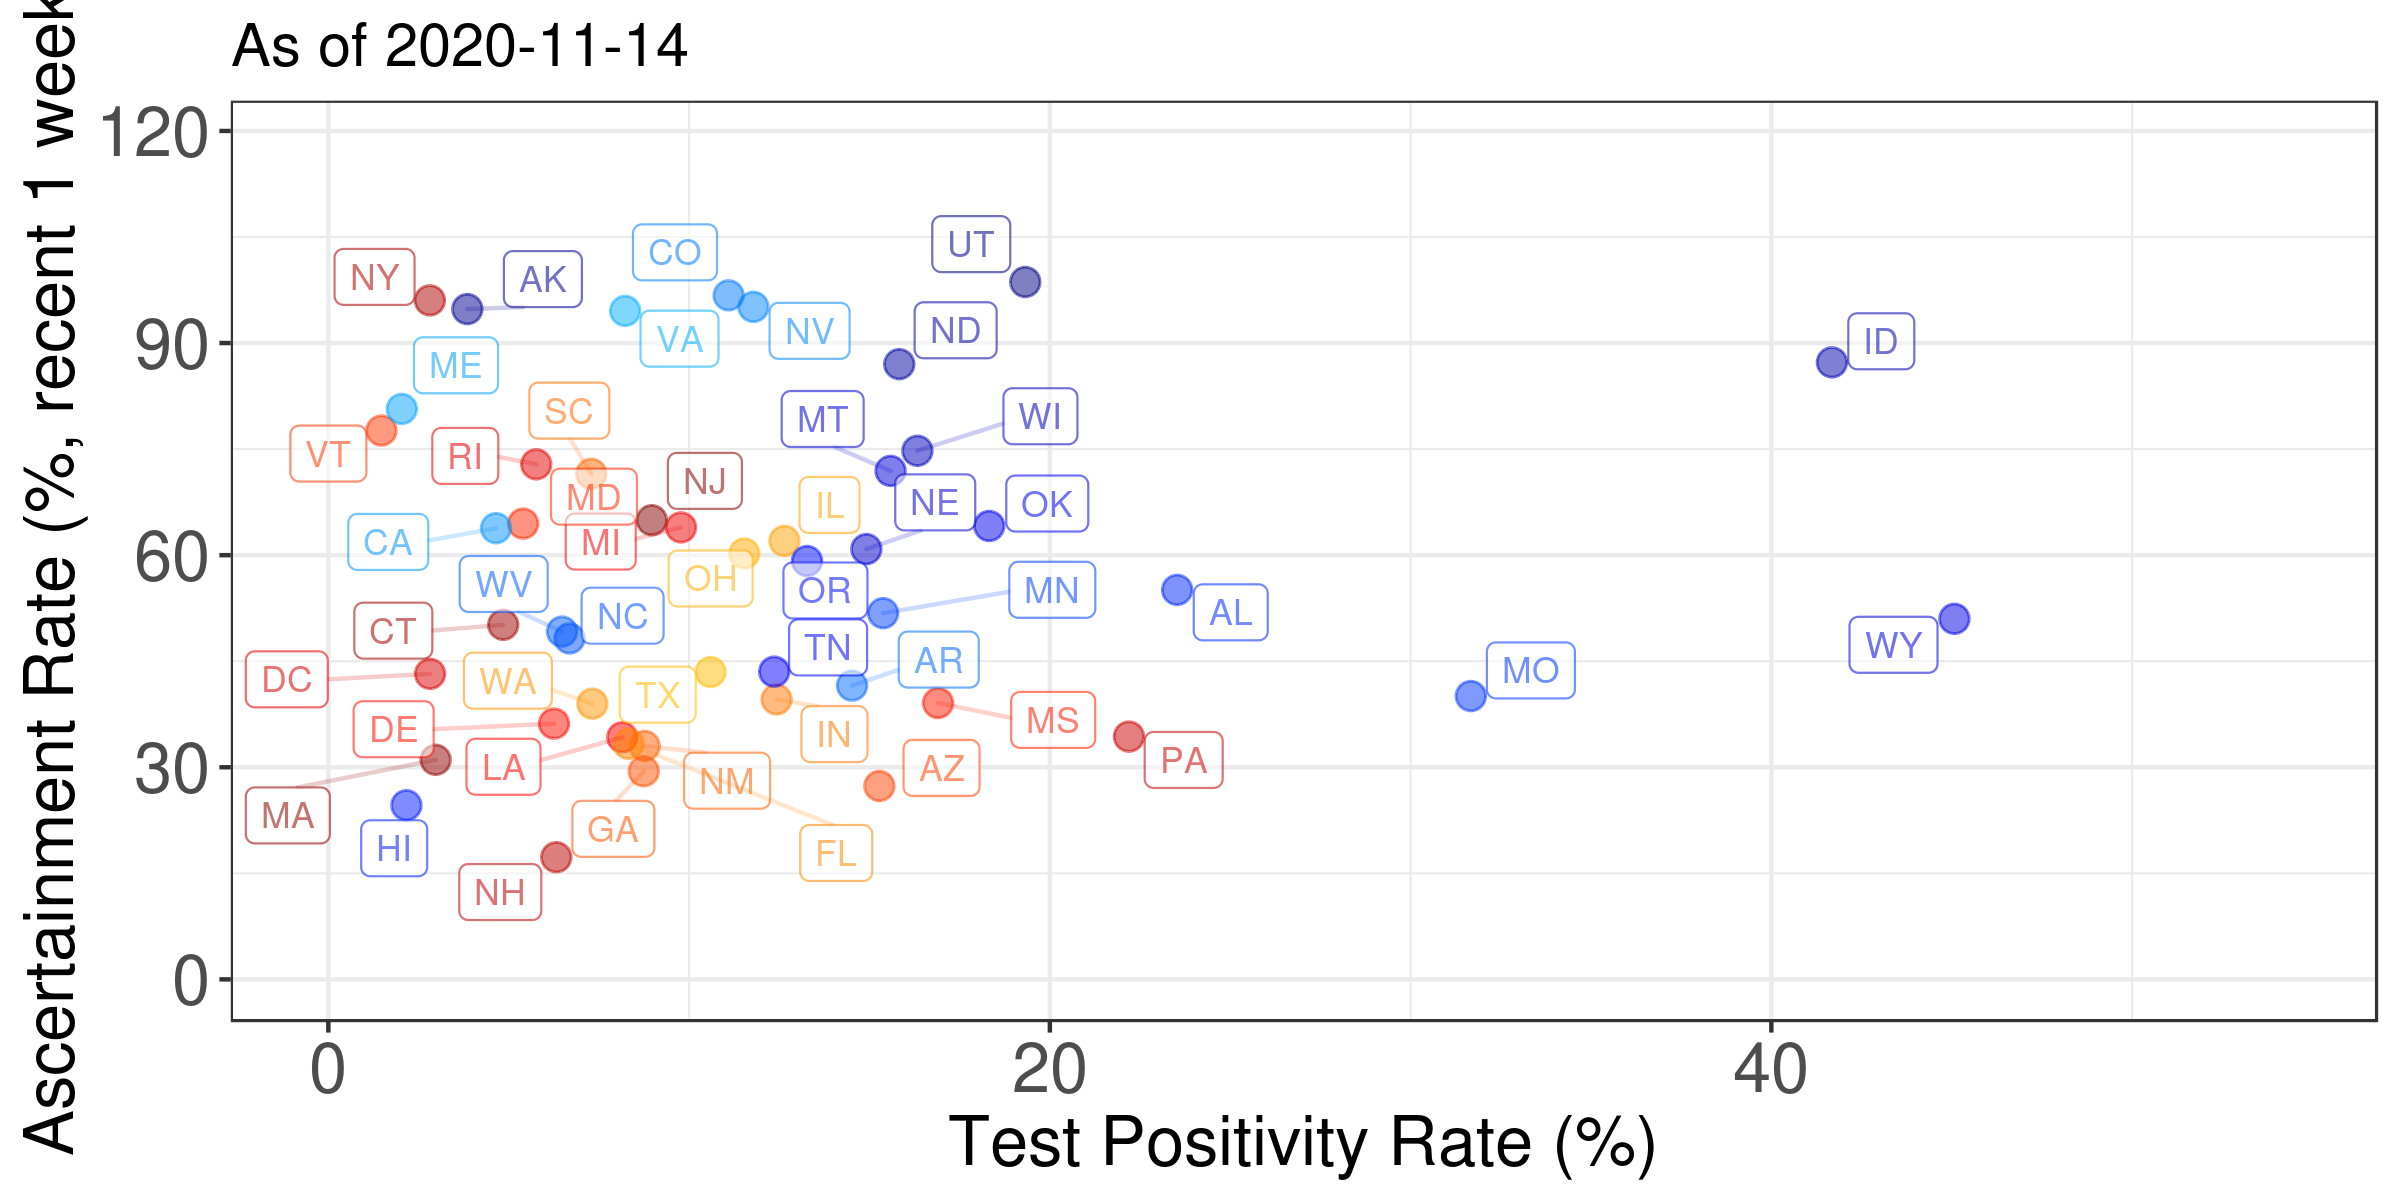 As of 2020-11-14
Ascertainment Rate (%, recent 1 week
120
90
60
30
0
UT
CO
NY
AK
ND
NV
VA
ID
ME
SC
MT
WI
VT
RI
NJ
MD
IL
NE
OK
CA
MI
OH
WV
OR
MN
NC
AL
CT
TN
WY
AR
DC
WA
TX
MO
DE
IN
MS
LA
NM
AZ
PA
MA
GA
HI
FL
NH
0
20
40
Test Positivity Rate (%)